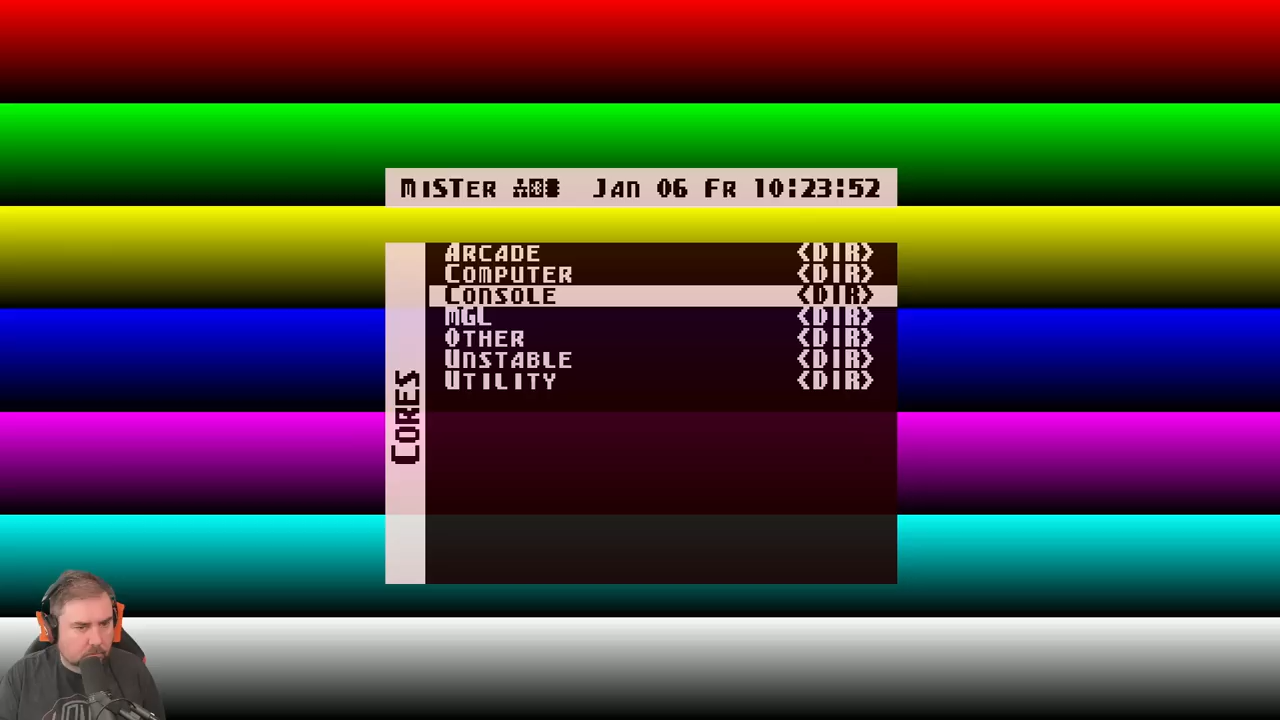 MiSTer Jan 06 Fr 10:23:52
Cores
Arcade <DIR>
Computer <DIR>
Console <DIR>
MGL <DIR>
Other <DIR>
Unstable <DIR>
Utility <DIR>